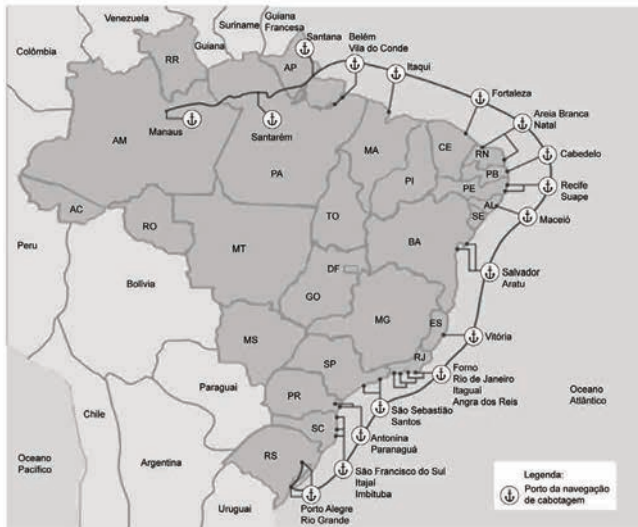 Venezuela
Suriname
Guiana
Francesa
Colômbia
Guiana
Santana
Belém
Vila do Conde
Itaqui
Fortaleza
Areia Branca
Natal
Cabedelo
Recife
Suape
Maceió
Salvador
Aratu
Vitória
Forno
Rio de Janeiro
Itaguaí
Angra dos Reis
São Sebastião
Santos
Antonina
Paranaguá
São Francisco do Sul
Itajaí
Imbituba
Porto Alegre
Rio Grande
Manaus
Santarém
RR
AP
AM
PA
MA
CE
RN
PB
PE
AL
SE
PI
AC
RO
TO
MT
BA
DF
GO
MG
ES
MS
SP
RJ
PR
SC
RS
Peru
Bolívia
Paraguai
Chile
Argentina
Uruguai
Oceano
Pacífico
Oceano
Atlântico
Legenda:
Porto da navegação
de cabotagem